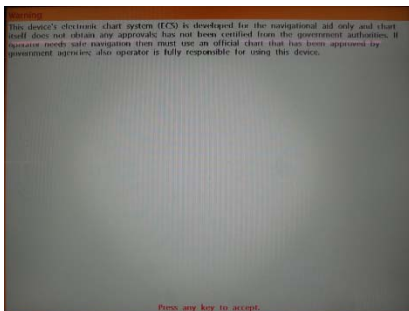 Warning
This device's electronic chart system (ECS) is developed for the navigational aid only and chart
itself does not obtain any approvals; has not been certified from the government authorities. If
operator needs safe navigation then must use an official chart that has been approved by
government agencies; also operator is fully responsible for using this device.
Press any key to accept.